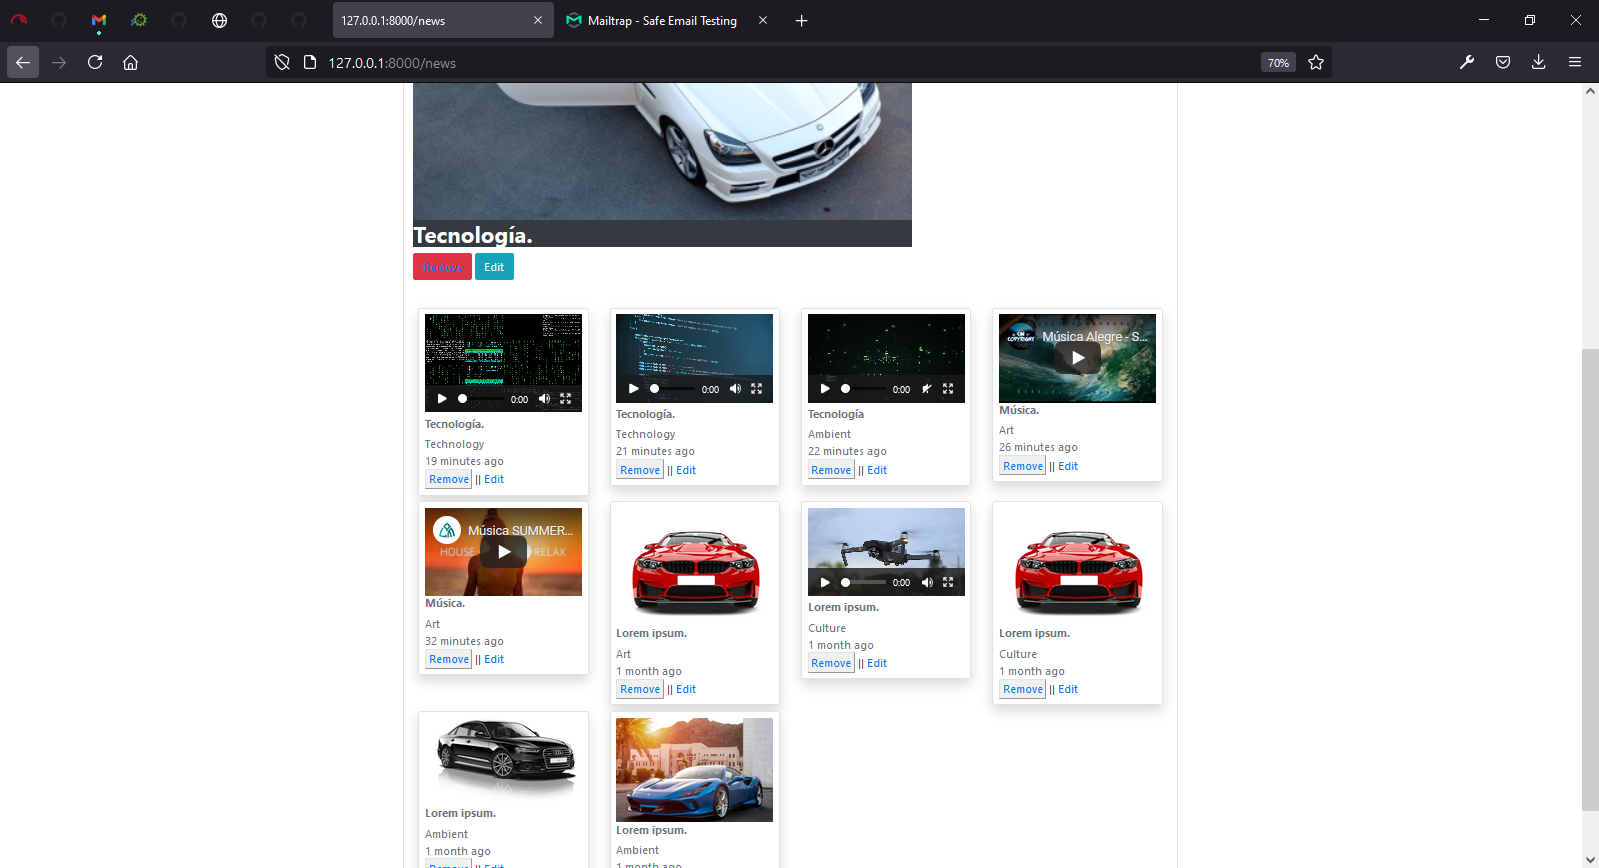 127.0.0.1:8000/news
Mailtrap - Safe Email Testing
127.0.0.1:8000/news
70%
Tecnología.
Remove Edit
0:00
Tecnología.
Technology
19 minutes ago
Remove || Edit
0:00
Tecnología.
Technology
21 minutes ago
Remove || Edit
0:00
Tecnología
Ambient
22 minutes ago
Remove || Edit
Música Alegre - S...
Música.
Art
26 minutes ago
Remove || Edit
Música SUMMER...
HOUSE RELAX
Música.
Art
32 minutes ago
Remove || Edit
Lorem ipsum.
Art
1 month ago
Remove || Edit
0:00
Lorem ipsum.
Culture
1 month ago
Remove || Edit
Lorem ipsum.
Culture
1 month ago
Remove || Edit
Lorem ipsum.
Ambient
1 month ago
Remove || Edit
Lorem ipsum.
Ambient
1 month ago